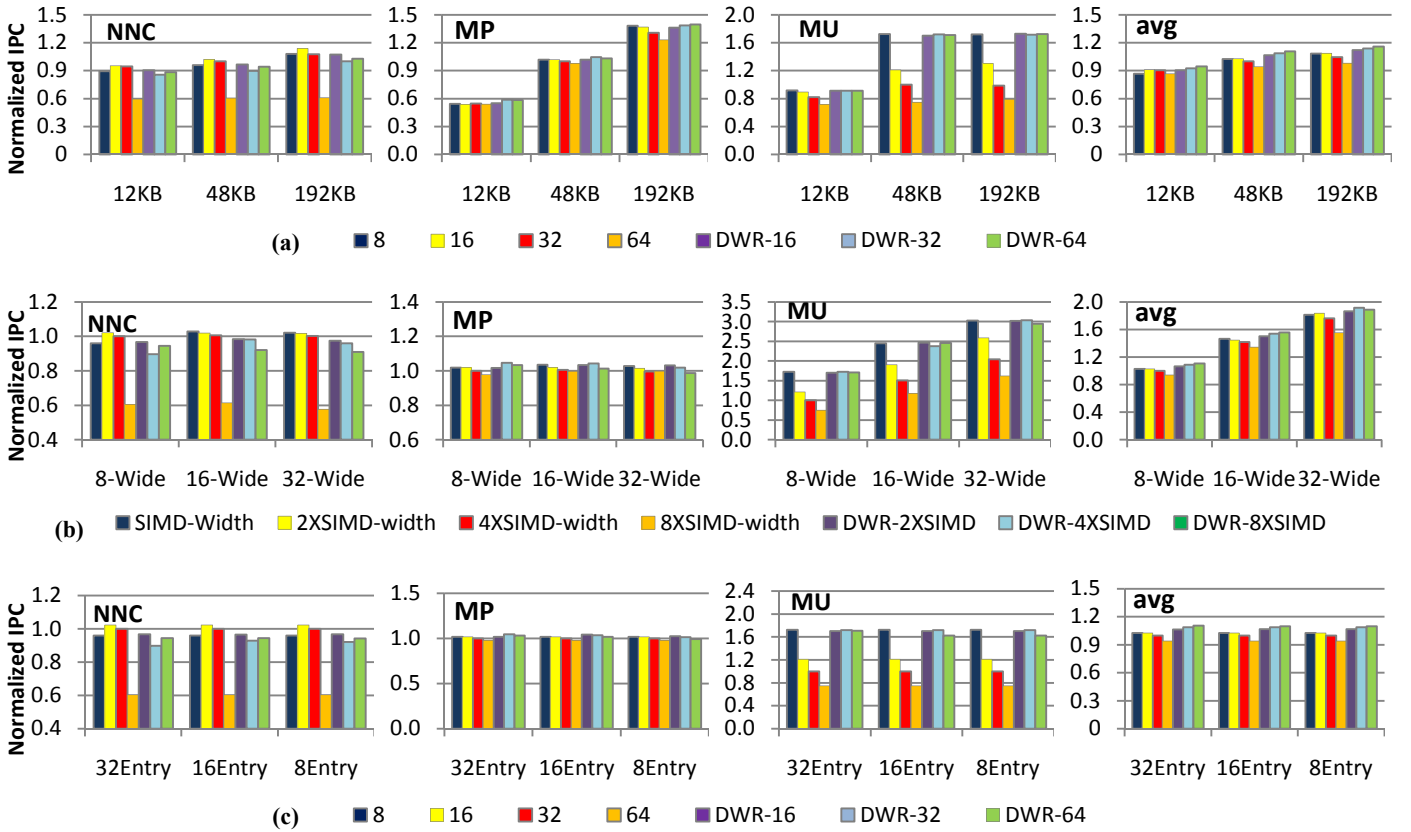 Normalized IPC
1.5
1.2
0.9
0.6
0.3
0
NNC
12KB 48KB 192KB
1.5
1.2
0.9
0.6
0.3
0.0
MP
12KB 48KB 192KB
2.0
1.6
1.2
0.8
0.4
0.0
MU
12KB 48KB 192KB
1.5
1.2
0.9
0.6
0.3
0
avg
12KB 48KB 192KB
(a) 8 16 32 64 DWR-16 DWR-32 DWR-64
Normalized IPC
1.2
1.0
0.8
0.6
0.4
NNC
8-Wide 16-Wide 32-Wide
1.4
1.2
1.0
0.8
0.6
MP
8-Wide 16-Wide 32-Wide
3.5
3.0
2.5
2.0
1.5
1.0
0.5
0.0
MU
8-Wide 16-Wide 32-Wide
2.0
1.6
1.2
0.8
0.4
0.0
avg
8-Wide 16-Wide 32-Wide
(b) SIMD-Width 2XSIMD-width 4XSIMD-width 8XSIMD-width DWR-2XSIMD DWR-4XSIMD DWR-8XSIMD
Normalized IPC
1.2
1.0
0.8
0.6
0.4
NNC
32Entry 16Entry 8Entry
1.5
1.0
0.5
0.0
MP
32Entry 16Entry 8Entry
2.4
2.0
1.6
1.2
0.8
0.4
0.0
MU
32Entry 16Entry 8Entry
1.5
1.2
0.9
0.6
0.3
0
avg
32Entry 16Entry 8Entry
(c) 8 16 32 64 DWR-16 DWR-32 DWR-64